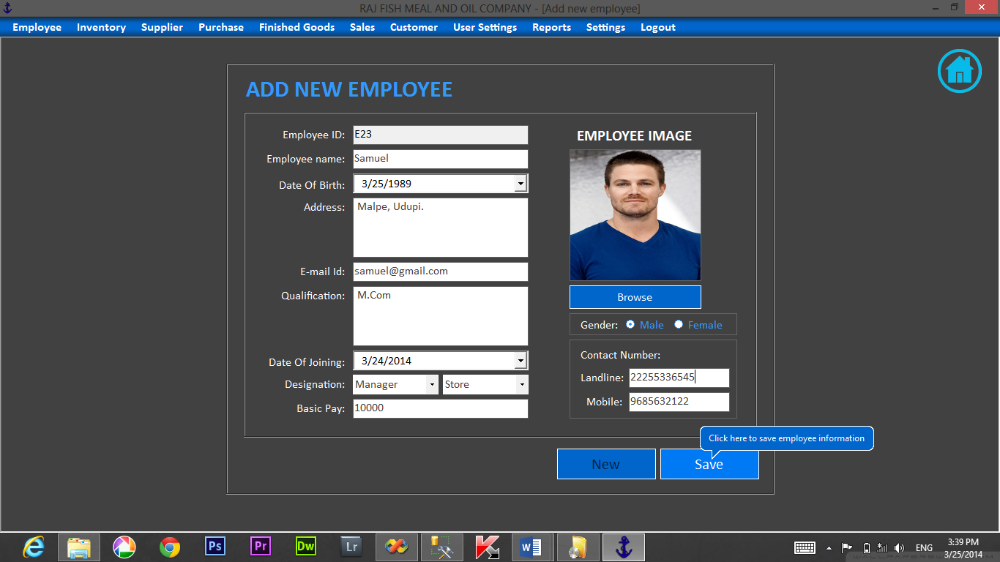 RAJ FISH MEAL AND OIL COMPANY - [Add new employee]
Employee Inventory Supplier Purchase Finished Goods Sales Customer User Settings Reports Settings Logout
ADD NEW EMPLOYEE
Employee ID: E23
Employee name: Samuel
Date Of Birth: 3/25/1989
Address: Malpe, Udupi.
E-mail Id: samuel@gmail.com
Qualification: M.Com
Date Of Joining: 3/24/2014
Designation: Manager Store
Basic Pay: 10000
EMPLOYEE IMAGE
Browse
Gender: Male Female
Contact Number:
Landline: 22255336545
Mobile: 9685632122
Click here to save employee information
New Save
Ps Pr Dw Lr W ENG 3:39 PM
3/25/2014